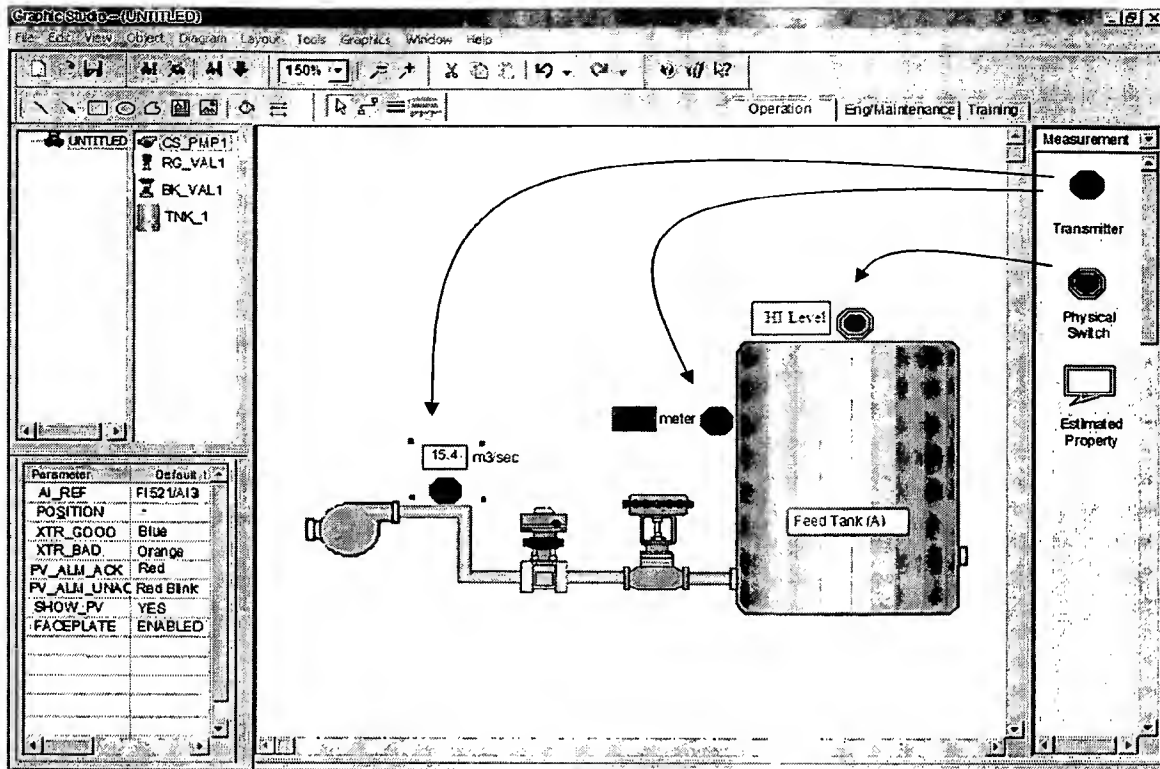 Graphic Studio – (UNTITLED)
File Edit View Object Diagram Layout Tools Graphics Window Help
150%
Operation Eng/Maintenance Training
UNTITLED
CS_PMP1
RG_VAL1
BK_VAL1
TNK_1
Measurement
Transmitter
Physical
Switch
Estimated
Property
HI Level
meter
15.4 m3/sec
Feed Tank (A)
Parameter Default
AI_REF FI521/AI3
POSITION -
XTR_GOOD Blue
XTR_BAD Orange
PV_ALM_ACK Red
PV_ALM_UNAC Red Blink
SHOW_PV YES
FACEPLATE ENABLED